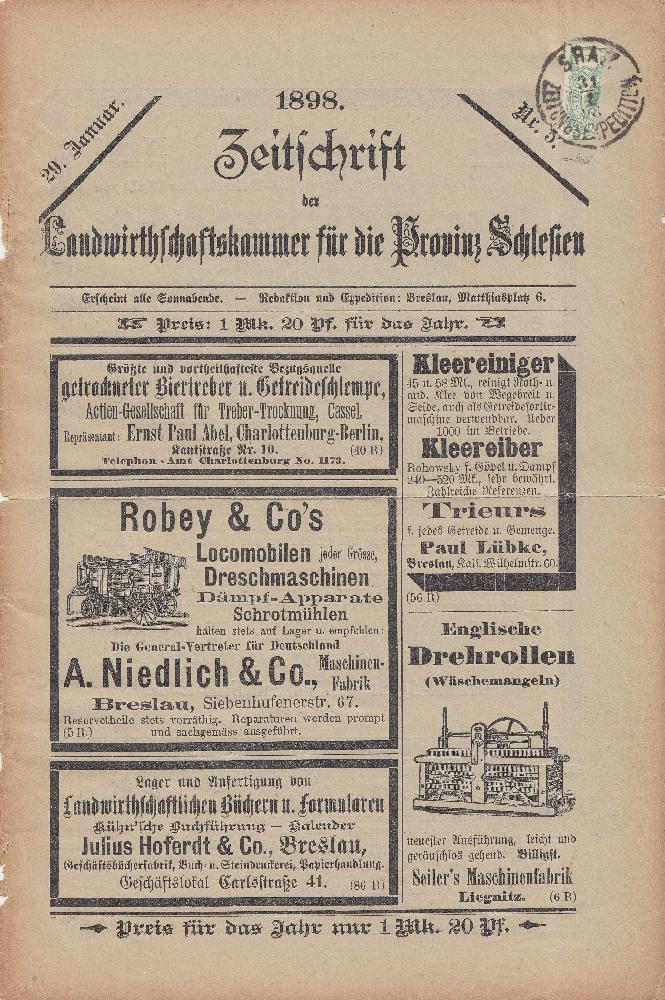 1898.
29. Januar.
Nr. 5.
Zeitschrift
der
Landwirthschaftskammer für die Provinz Schlesien
Erscheint alle Sonnabende. — Redaktion und Expedition: Breslau, Matthiasplatz 6.
Preis: 1 Mk. 20 Pf. für das Jahr.
Größte und vortheilhafteste Bezugsquelle
getrockneter Biertreber u. Getreideschlempe,
Actien-Gesellschaft für Treber-Trocknung, Cassel.
Repräsentant: Ernst Paul Abel, Charlottenburg-Berlin,
Kantstraße Nr. 10. (40 R)
Telephon-Amt Charlottenburg No. 1173.
Robey & Co's
Locomobilen jeder Grösse,
Dreschmaschinen
Dämpf-Apparate
Schrotmühlen
halten stets auf Lager u. empfehlen:
Die General-Vertreter für Deutschland
A. Niedlich & Co., Maschinen-Fabrik
Breslau, Siebenhufenerstr. 67.
Reservetheile stets vorräthig. Reparaturen werden prompt
(5 R.) und sachgemäss ausgeführt.
Lager und Anfertigung von
Landwirthschaftlichen Büchern u. Formularen
Kühn'sche Buchführung — Kalender
Julius Hoferdt & Co., Breslau,
Geschäftsbücherfabrik, Buch- u. Steindruckerei, Papierhandlung.
Geschäftslokal Carlsstraße 41. (86 R)
Kleereiniger
45 u. 58 Mk., reinigt Roth- u.
and. Klee von Wegebreit u.
Seide, auch als Getreidesortir-
maschine verwendbar. Ueber
1000 im Betriebe.
Kleereiber
Rohowsky f. Göpel u. Dampf
240—520 Mk., sehr bewährt.
Zahlreiche Referenzen.
Trieurs
f. jedes Getreide u. Gemenge.
Paul Lübke,
Breslau, Kais. Wilhelmstr. 60.
(56 R)
Englische
Drehrollen
(Wäschemangeln)
neuester Ausführung, leicht und
geräuschlos gehend. Billigst.
Seiler's Maschinenfabrik
Liegnitz. (6 R)
Preis für das Jahr nur 1 Mk. 20 Pf.